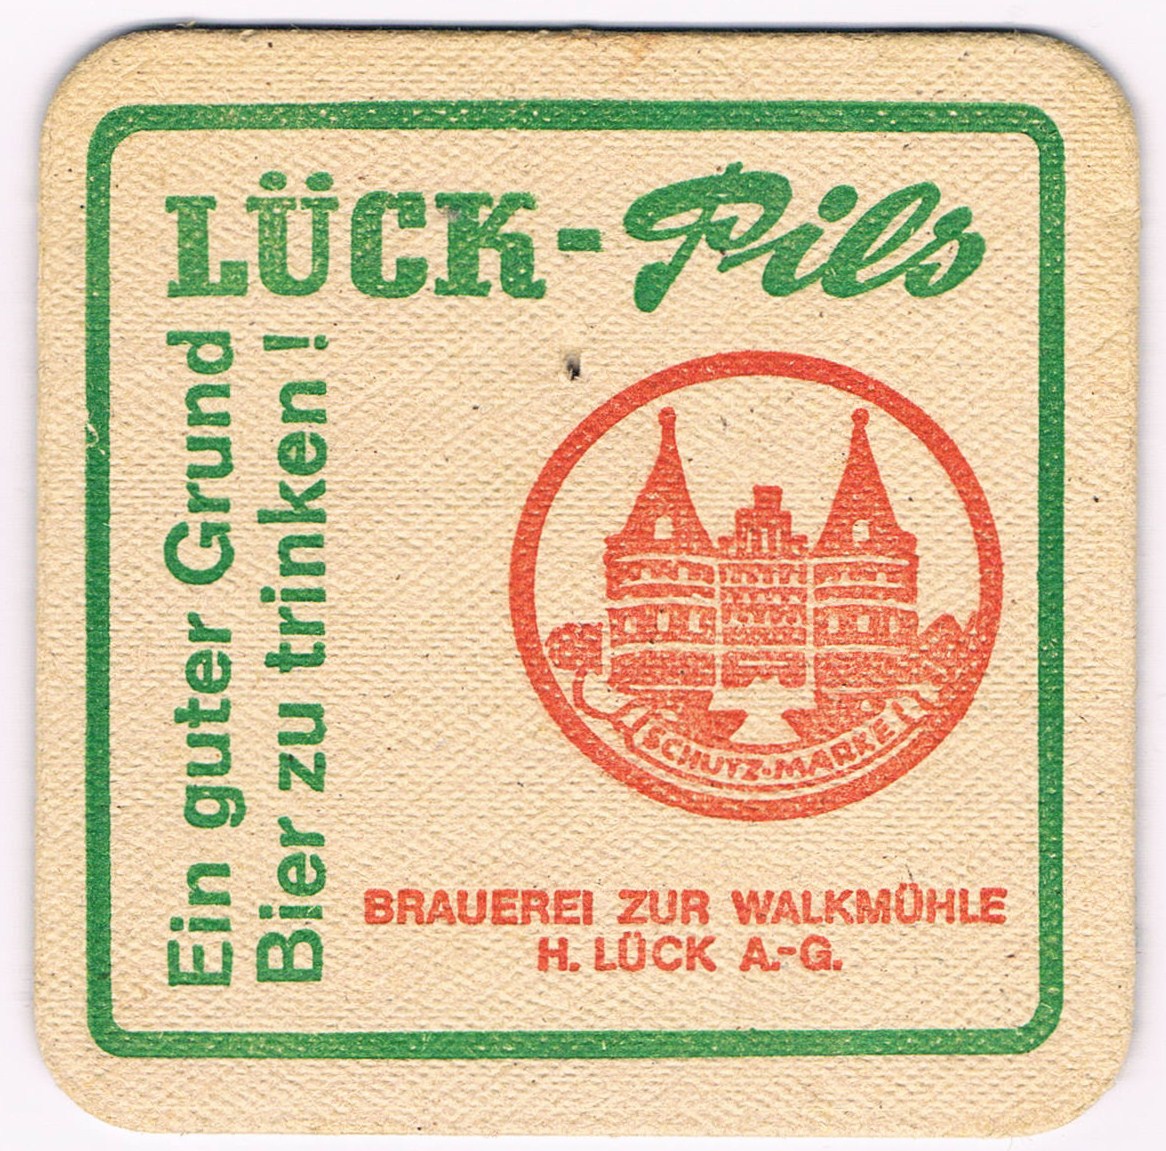 LÜCK-Pils
Ein guter Grund
Bier zu trinken!
SCHUTZ-MARKE
BRAUEREI ZUR WALKMÜHLE
H. LÜCK A.-G.